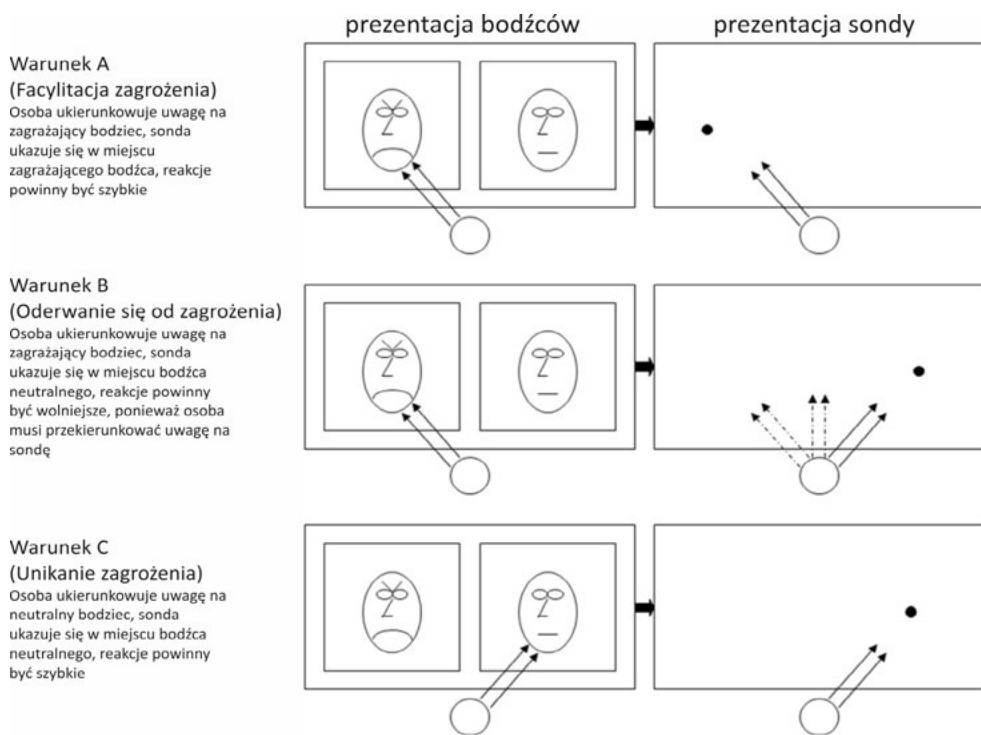 prezentacja bodźców
prezentacja sondy
Warunek A
(Facylitacja zagrożenia)
Osoba ukierunkowuje uwagę na
zagrażający bodziec, sonda
ukazuje się w miejscu
zagrażającego bodźca, reakcje
powinny być szybkie
Warunek B
(Oderwanie się od zagrożenia)
Osoba ukierunkowuje uwagę na
zagrażający bodziec, sonda
ukazuje się w miejscu bodźca
neutralnego, reakcje powinny
być wolniejsze, ponieważ osoba
musi przekierunkować uwagę na
sondę
Warunek C
(Unikanie zagrożenia)
Osoba ukierunkowuje uwagę na
neutralny bodziec, sonda
ukazuje się w miejscu bodźca
neutralnego, reakcje powinny
być szybkie